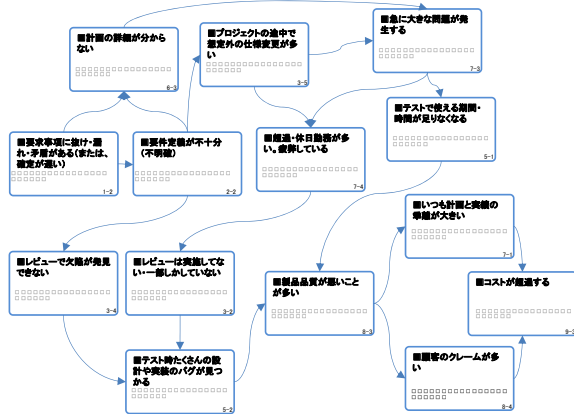 ■計画の詳細が分から
ない
6-3
■プロジェクトの途中で
想定外の仕様変更が多
い
3-5
■急に大きな問題が発
生する
7-3
■テストで使える期間・
時間が足りなくなる
5-1
■要求事項に抜け・漏
れ・矛盾がある(または、
確定が遅い)
1-2
■要件定義が不十分
(不明確)
2-2
■超過・休日勤務が多
い。疲弊している
7-4
■いつも計画と実績の
乖離が大きい
7-1
■レビューで欠陥が発見
できない
3-4
■レビューは実施してな
い・一部しかしていない
3-2
■製品品質が悪いこと
が多い
8-3
■コストが超過する
9-2
■テスト時たくさんの設
計や実装のバグが見つ
かる
5-2
■顧客のクレームが多
い
8-4